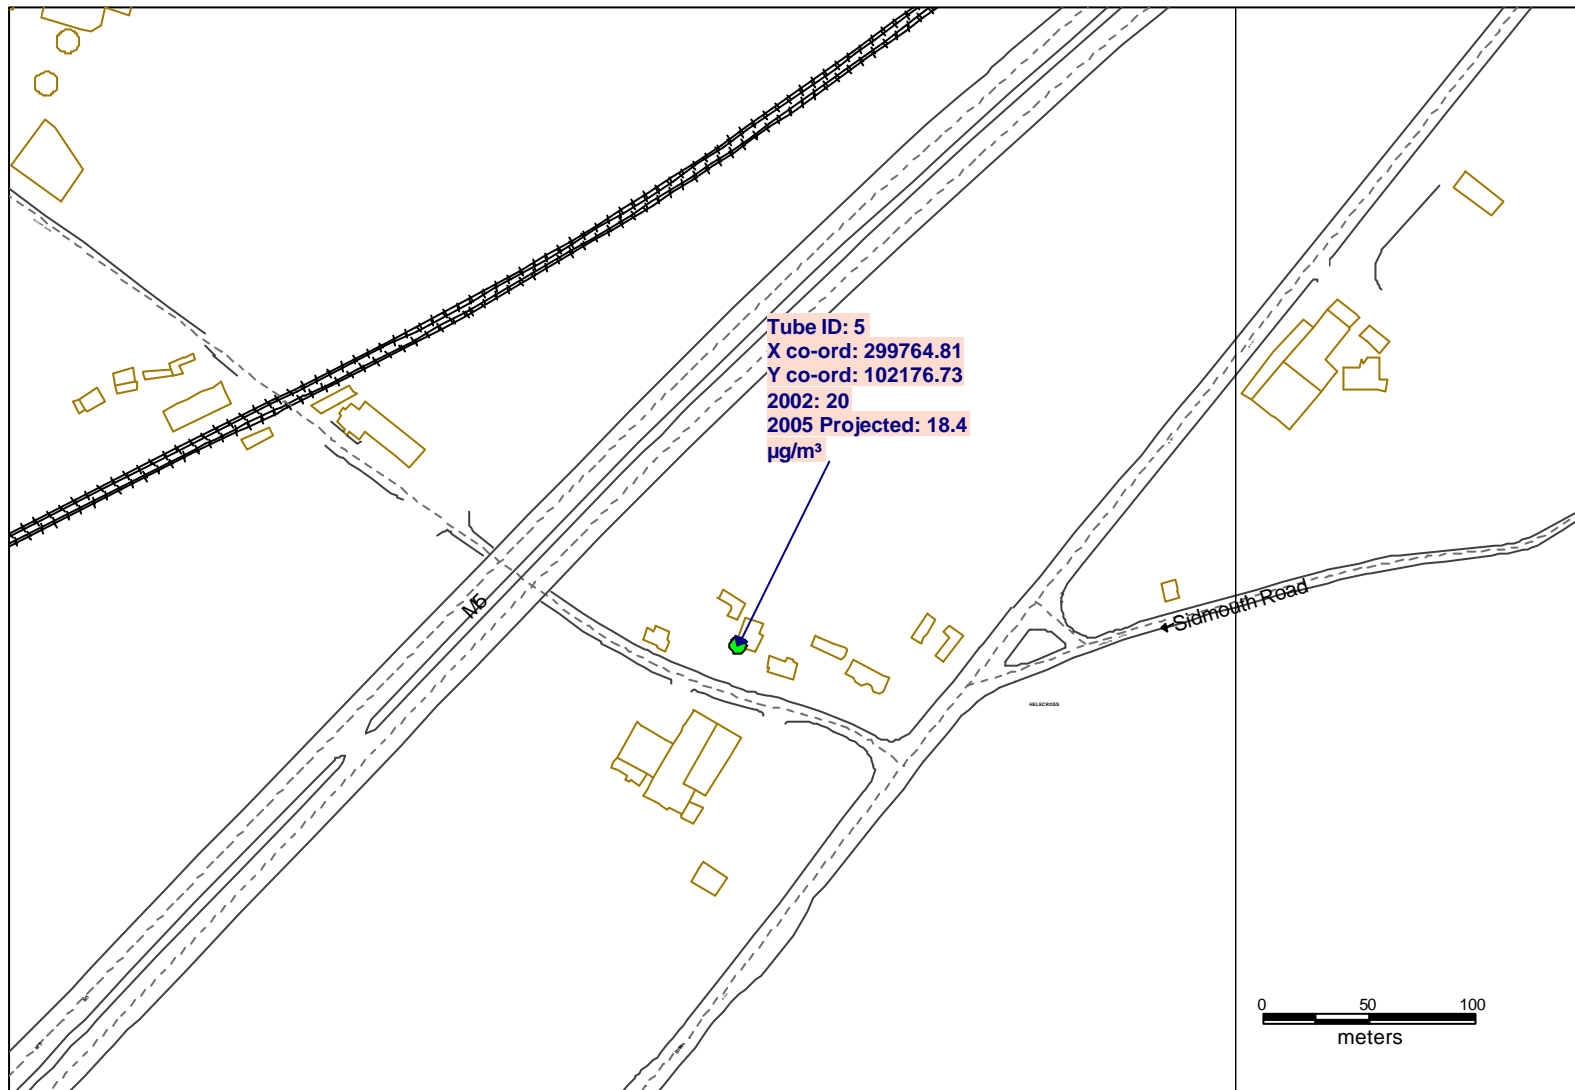 Tube ID: 5
X co-ord: 299764.81
Y co-ord: 102176.73
2002: 20
2005 Projected: 18.4
µg/m³
M5
Sidmouth Road
HELECROSS
0 50 100
meters